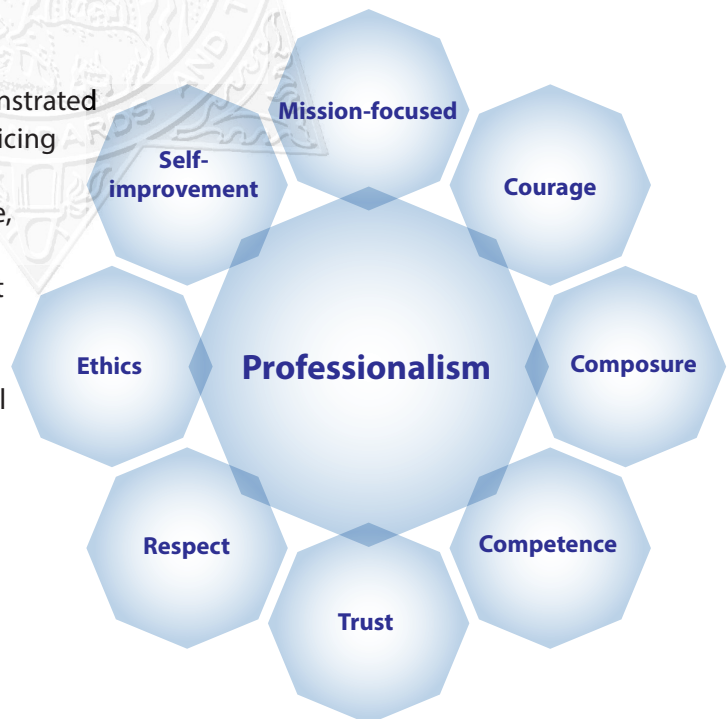 Mission-focused
Self-
improvement
Courage
Ethics
Professionalism
Composure
Respect
Competence
Trust